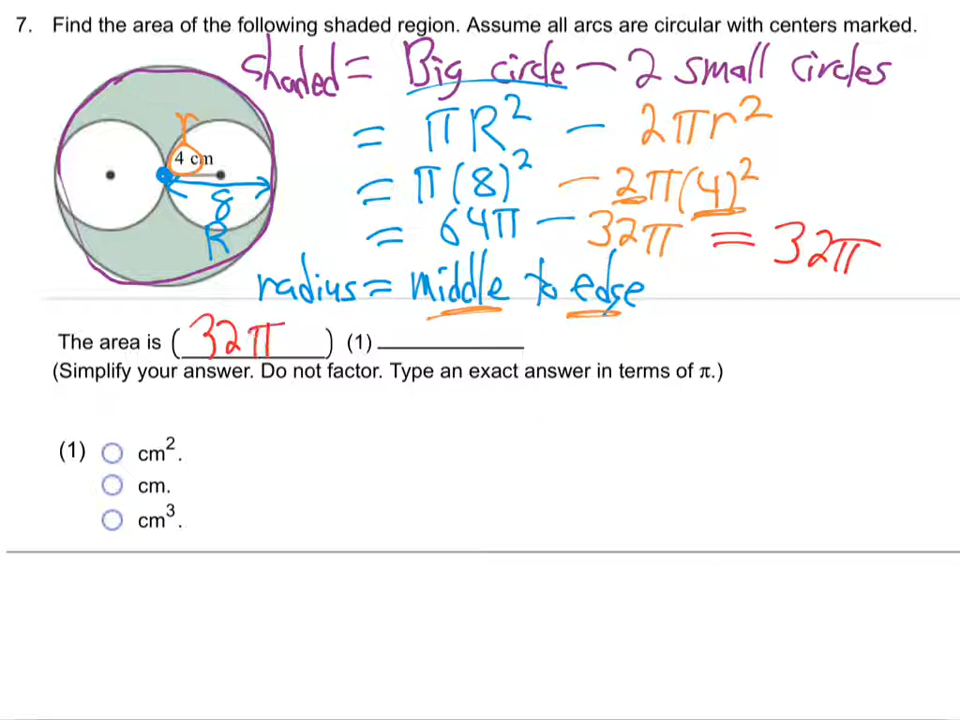 7. Find the area of the following shaded region. Assume all arcs are circular with centers marked.
shaded = Big circle − 2 small circles
= πR² − 2πr²
r
4 cm
= π(8)² − 2π(4)²
8
R
= 64π − 32π = 32π
radius = middle to edge
The area is (32π) (1)
(Simplify your answer. Do not factor. Type an exact answer in terms of π.)
(1) cm².
cm.
cm³.